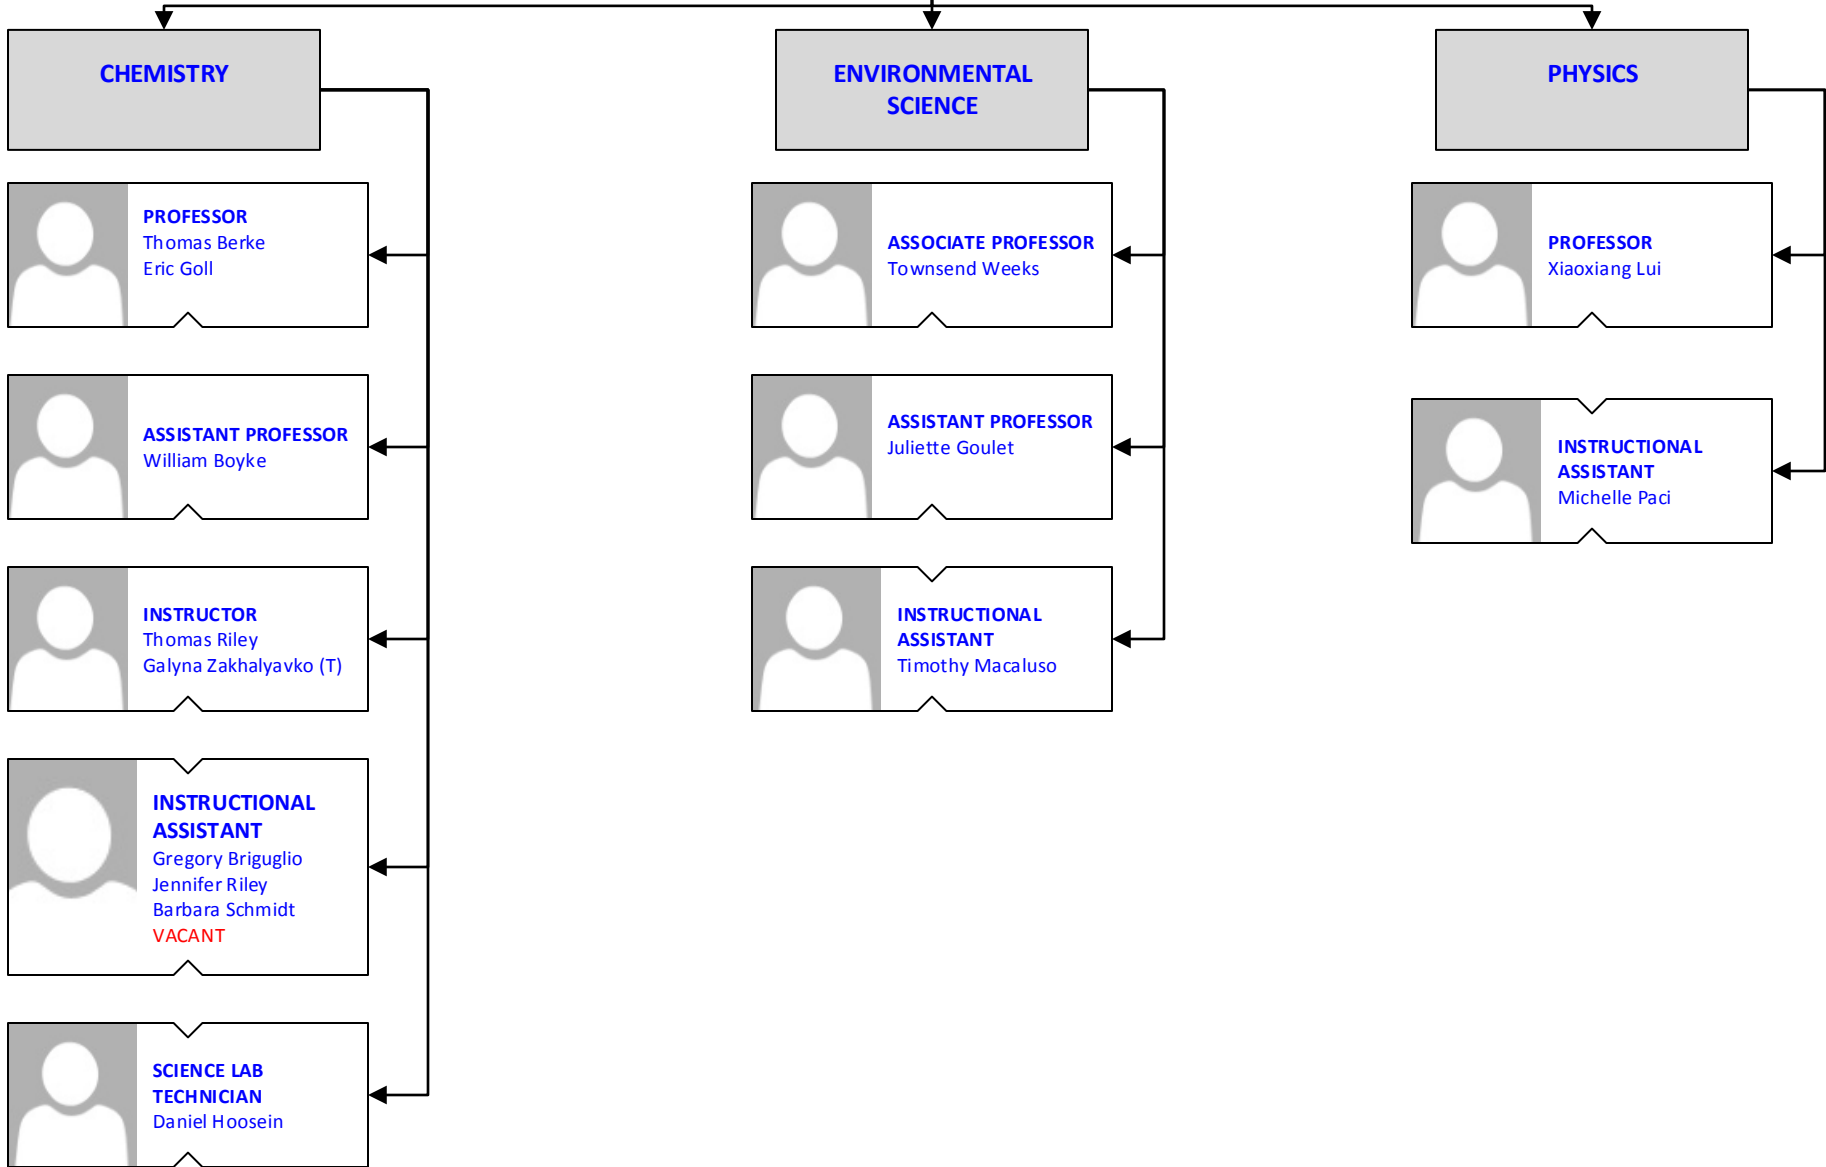 CHEMISTRY
PROFESSOR
Thomas Berke
Eric Goll
ASSISTANT PROFESSOR
William Boyke
INSTRUCTOR
Thomas Riley
Galyna Zakhalyavko (T)
INSTRUCTIONAL
ASSISTANT
Gregory Briguglio
Jennifer Riley
Barbara Schmidt
VACANT
SCIENCE LAB
TECHNICIAN
Daniel Hoosein
ENVIRONMENTAL
SCIENCE
ASSOCIATE PROFESSOR
Townsend Weeks
ASSISTANT PROFESSOR
Juliette Goulet
INSTRUCTIONAL
ASSISTANT
Timothy Macaluso
PHYSICS
PROFESSOR
Xiaoxiang Lui
INSTRUCTIONAL
ASSISTANT
Michelle Paci